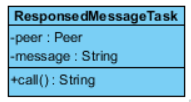 ResponsedMessageTask
-peer : Peer
-message : String
+call() : String